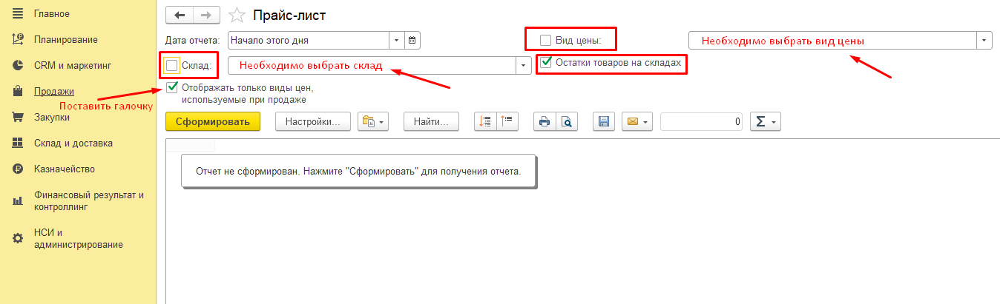 Главное
Планирование
CRM и маркетинг
Продажи
Закупки
Склад и доставка
Казначейство
Финансовый результат и
контроллинг
НСИ и
администрирование
Прайс-лист
Дата отчета: Начало этого дня
Вид цены: Необходимо выбрать вид цены
Склад: Необходимо выбрать склад
Остатки товаров на складах
Поставить галочку
Отображать только виды цен,
используемые при продаже
Сформировать Настройки... Найти... 0 Σ
Отчет не сформирован. Нажмите "Сформировать" для получения отчета.